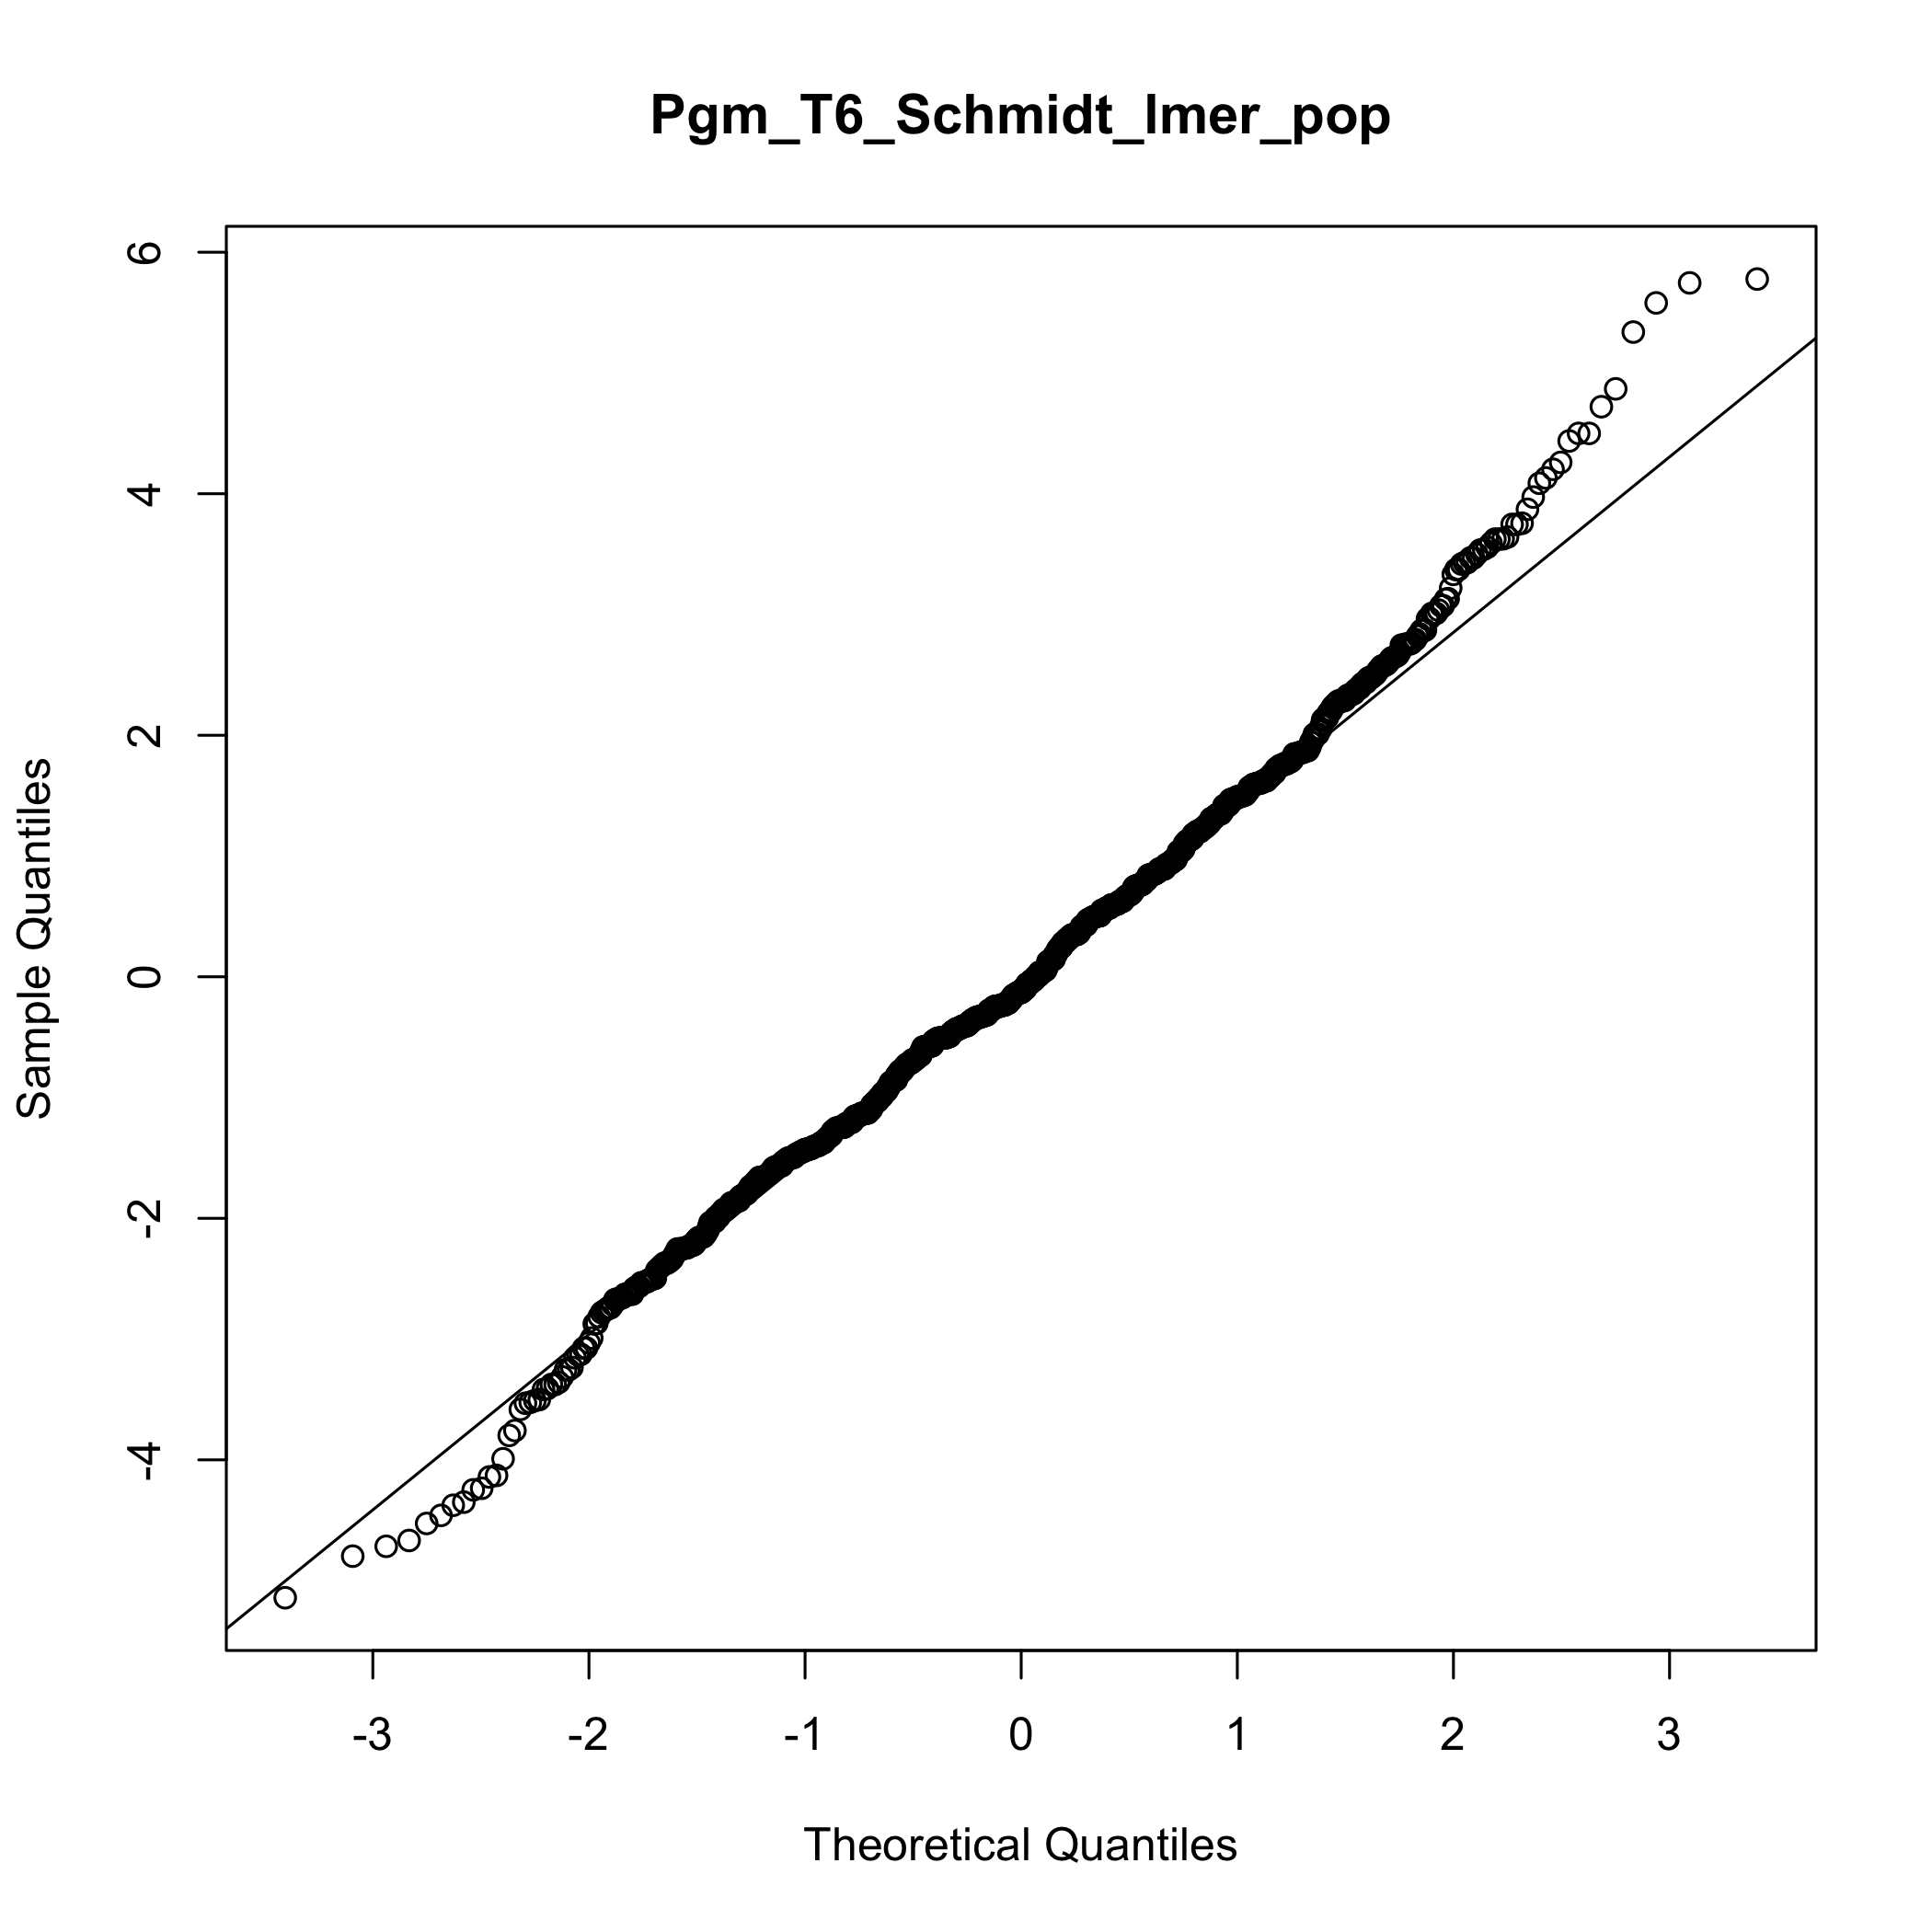 Pgm_T6_Schmidt_lmer_pop
6
4
2
0
-2
-4
Sample Quantiles
-3 -2 -1 0 1 2 3
Theoretical Quantiles